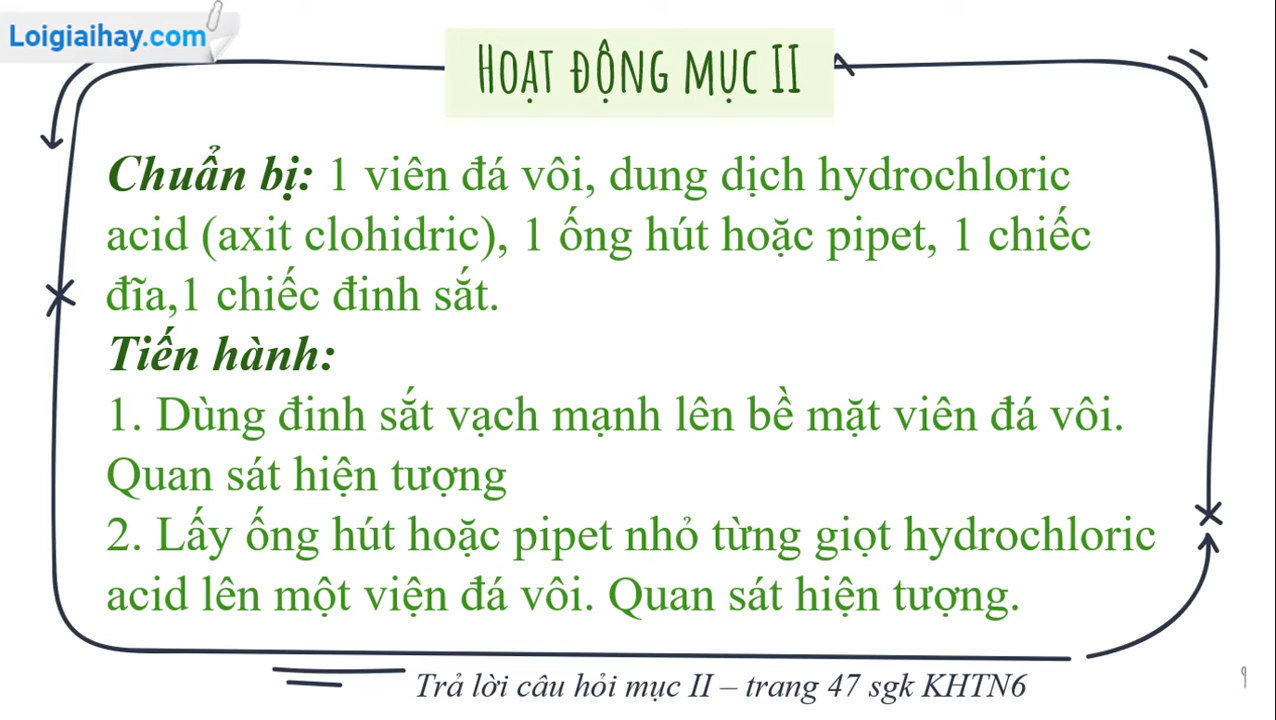 Loigiaihay.com
HOẠT ĐỘNG MỤC II
Chuẩn bị: 1 viên đá vôi, dung dịch hydrochloric
acid (axit clohidric), 1 ống hút hoặc pipet, 1 chiếc
đĩa,1 chiếc đinh sắt.
Tiến hành:
1. Dùng đinh sắt vạch mạnh lên bề mặt viên đá vôi.
Quan sát hiện tượng
2. Lấy ống hút hoặc pipet nhỏ từng giọt hydrochloric
acid lên một viện đá vôi. Quan sát hiện tượng.
Trả lời câu hỏi mục II – trang 47 sgk KHTN6
9